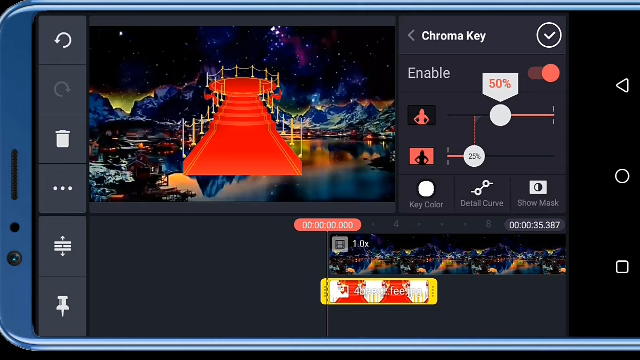 Chroma Key
Enable
50%
25%
Key Color
Detail Curve
Show Mask
00:00:00.000
4
8
00:00:35.387
1.0x